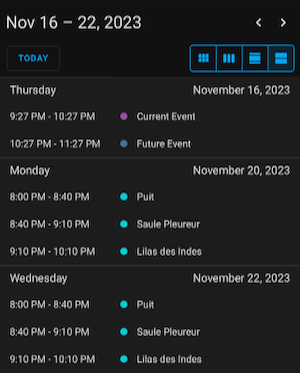 Nov 16 – 22, 2023
TODAY
Thursday November 16, 2023
9:27 PM - 10:27 PM Current Event
10:27 PM - 11:27 PM Future Event
Monday November 20, 2023
8:00 PM - 8:40 PM Puit
8:40 PM - 9:10 PM Saule Pleureur
9:10 PM - 10:10 PM Lilas des Indes
Wednesday November 22, 2023
8:00 PM - 8:40 PM Puit
8:40 PM - 9:10 PM Saule Pleureur
9:10 PM - 10:10 PM Lilas des Indes